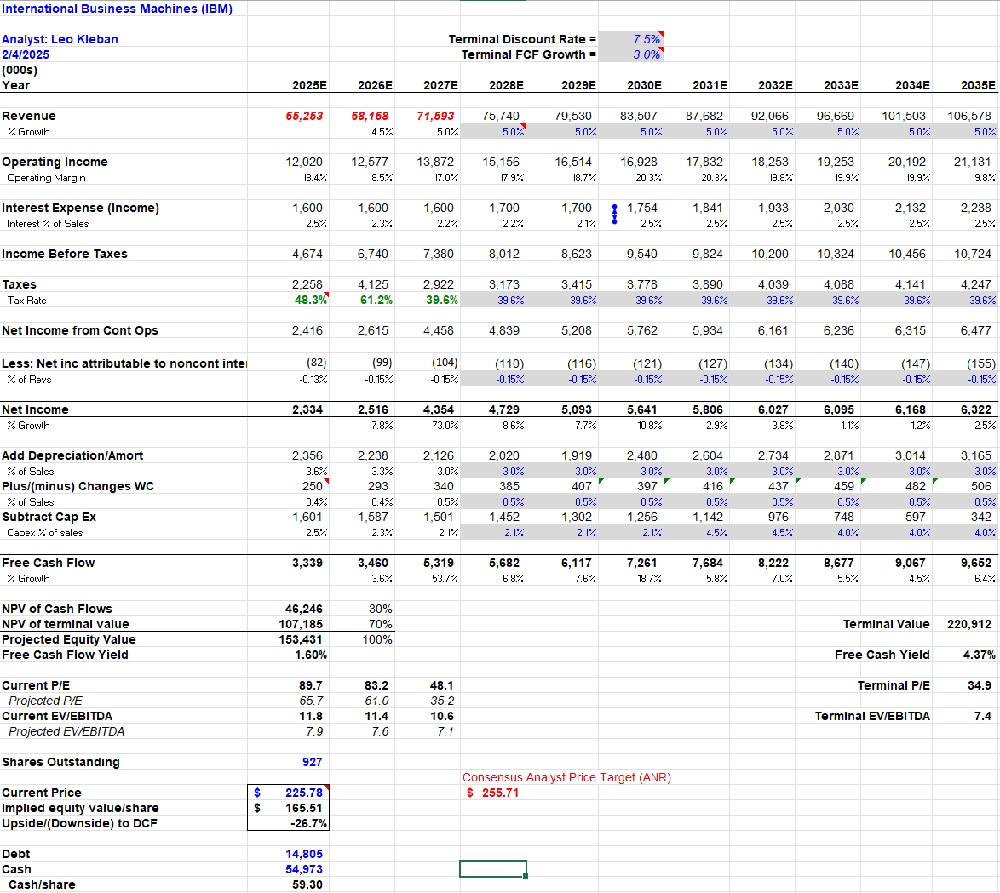 International Business Machines (IBM)
Analyst: Leo Kleban Terminal Discount Rate = 7.5%
2/4/2025 Terminal FCF Growth = 3.0%
(000s)
Year 2025E 2026E 2027E 2028E 2029E 2030E 2031E 2032E 2033E 2034E 2035E
Revenue 65,253 68,168 71,593 75,740 79,530 83,507 87,682 92,066 96,669 101,503 106,578
% Growth 4.5% 5.0% 5.0% 5.0% 5.0% 5.0% 5.0% 5.0% 5.0% 5.0%
Operating Income 12,020 12,577 13,872 15,156 16,514 16,928 17,832 18,253 19,253 20,192 21,131
Operating Margin 18.4% 18.5% 17.0% 17.9% 18.7% 20.3% 20.3% 19.8% 19.9% 19.9% 19.8%
Interest Expense (Income) 1,600 1,600 1,600 1,700 1,700 1,754 1,841 1,933 2,030 2,132 2,238
Interest % of Sales 2.5% 2.3% 2.2% 2.2% 2.1% 2.5% 2.5% 2.5% 2.5% 2.5% 2.5%
Income Before Taxes 4,674 6,740 7,380 8,012 8,623 9,540 9,824 10,200 10,324 10,456 10,724
Taxes 2,258 4,125 2,922 3,173 3,415 3,778 3,890 4,039 4,088 4,141 4,247
Tax Rate 48.3% 61.2% 39.6% 39.6% 39.6% 39.6% 39.6% 39.6% 39.6% 39.6% 39.6%
Net Income from Cont Ops 2,416 2,615 4,458 4,839 5,208 5,762 5,934 6,161 6,236 6,315 6,477
Less: Net inc attributable to noncont inte (82) (99) (104) (110) (116) (121) (127) (134) (140) (147) (155)
% of Revs -0.13% -0.15% -0.15% -0.15% -0.15% -0.15% -0.15% -0.15% -0.15% -0.15% -0.15%
Net Income 2,334 2,516 4,354 4,729 5,093 5,641 5,806 6,027 6,095 6,168 6,322
% Growth 7.8% 73.0% 8.6% 7.7% 10.8% 2.9% 3.8% 1.1% 1.2% 2.5%
Add Depreciation/Amort 2,356 2,238 2,126 2,020 1,919 2,480 2,604 2,734 2,871 3,014 3,165
% of Sales 3.6% 3.3% 3.0% 3.0% 3.0% 3.0% 3.0% 3.0% 3.0% 3.0% 3.0%
Plus/(minus) Changes WC 250 293 340 385 407 397 416 437 459 482 506
% of Sales 0.4% 0.4% 0.5% 0.5% 0.5% 0.5% 0.5% 0.5% 0.5% 0.5% 0.5%
Subtract Cap Ex 1,601 1,587 1,501 1,452 1,302 1,256 1,142 976 748 597 342
Capex % of sales 2.5% 2.3% 2.1% 2.1% 2.1% 2.1% 4.5% 4.5% 4.0% 4.0% 4.0%
Free Cash Flow 3,339 3,460 5,319 5,682 6,117 7,261 7,684 8,222 8,677 9,067 9,652
% Growth 3.6% 53.7% 6.8% 7.6% 18.7% 5.8% 7.0% 5.5% 4.5% 6.4%
NPV of Cash Flows 46,246 30%
NPV of terminal value 107,185 70% Terminal Value 220,912
Projected Equity Value 153,431 100%
Free Cash Flow Yield 1.60% Free Cash Yield 4.37%
Current P/E 89.7 83.2 48.1 Terminal P/E 34.9
Projected P/E 65.7 61.0 35.2
Current EV/EBITDA 11.8 11.4 10.6 Terminal EV/EBITDA 7.4
Projected EV/EBITDA 7.9 7.6 7.1
Shares Outstanding 927
Consensus Analyst Price Target (ANR)
Current Price $ 225.78 $ 255.71
Implied equity value/share $ 165.51
Upside/(Downside) to DCF -26.7%
Debt 14,805
Cash 54,973
Cash/share 59.30